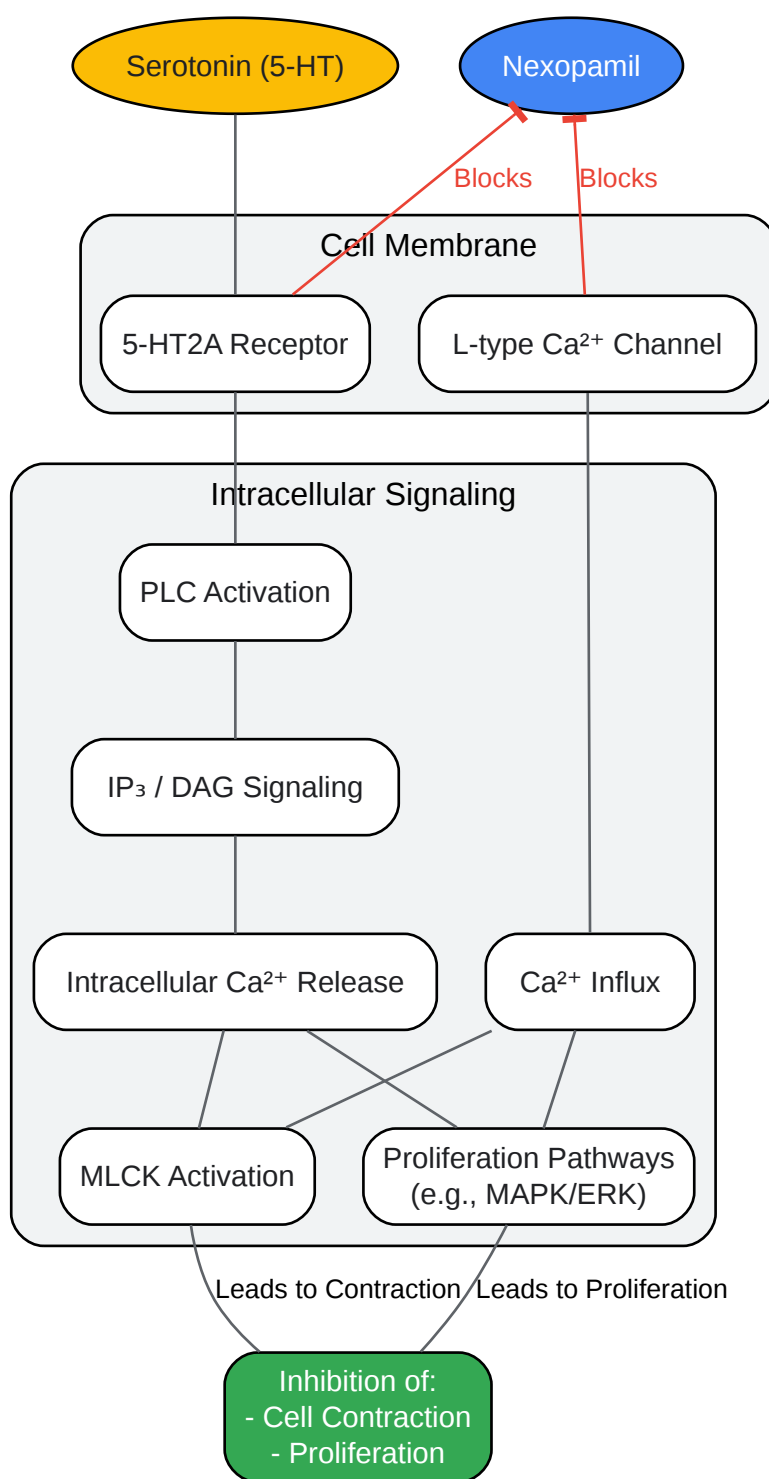 Serotonin (5-HT)
Nexopamil
Blocks
Blocks
Cell Membrane
5-HT2A Receptor
L-type Ca²⁺ Channel
Intracellular Signaling
PLC Activation
IP₃ / DAG Signaling
Intracellular Ca²⁺ Release
Ca²⁺ Influx
MLCK Activation
Proliferation Pathways
(e.g., MAPK/ERK)
Leads to Contraction
Leads to Proliferation
Inhibition of:
- Cell Contraction
- Proliferation